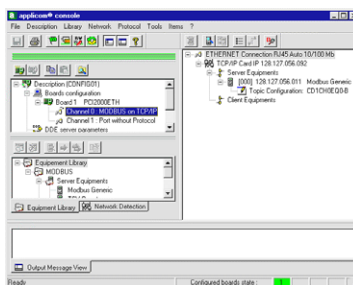 applicom® console
File Description Library Network Protocol Tools Items ?
Description (CONFIG01)
Boards configuration
Board 1 PCI2000ETH
Channel 0 : MODBUS on TCP/IP
Channel 1 : Port without Protocol
DDE server parameters
Equipement Library
MODBUS
Server Equipments
Modbus Generic
Equipment Library Network Detection
ETHERNET Connection RJ45 Auto 10/100 Mb
TCP/IP Card IP 128.127.056.092
Server Equipments
[000] 128.127.056.011 Modbus Generic
Topic Configuration: CD1CH0EQ0-B
Client Equipments
Output Message View
Ready
Configured boards state : 1